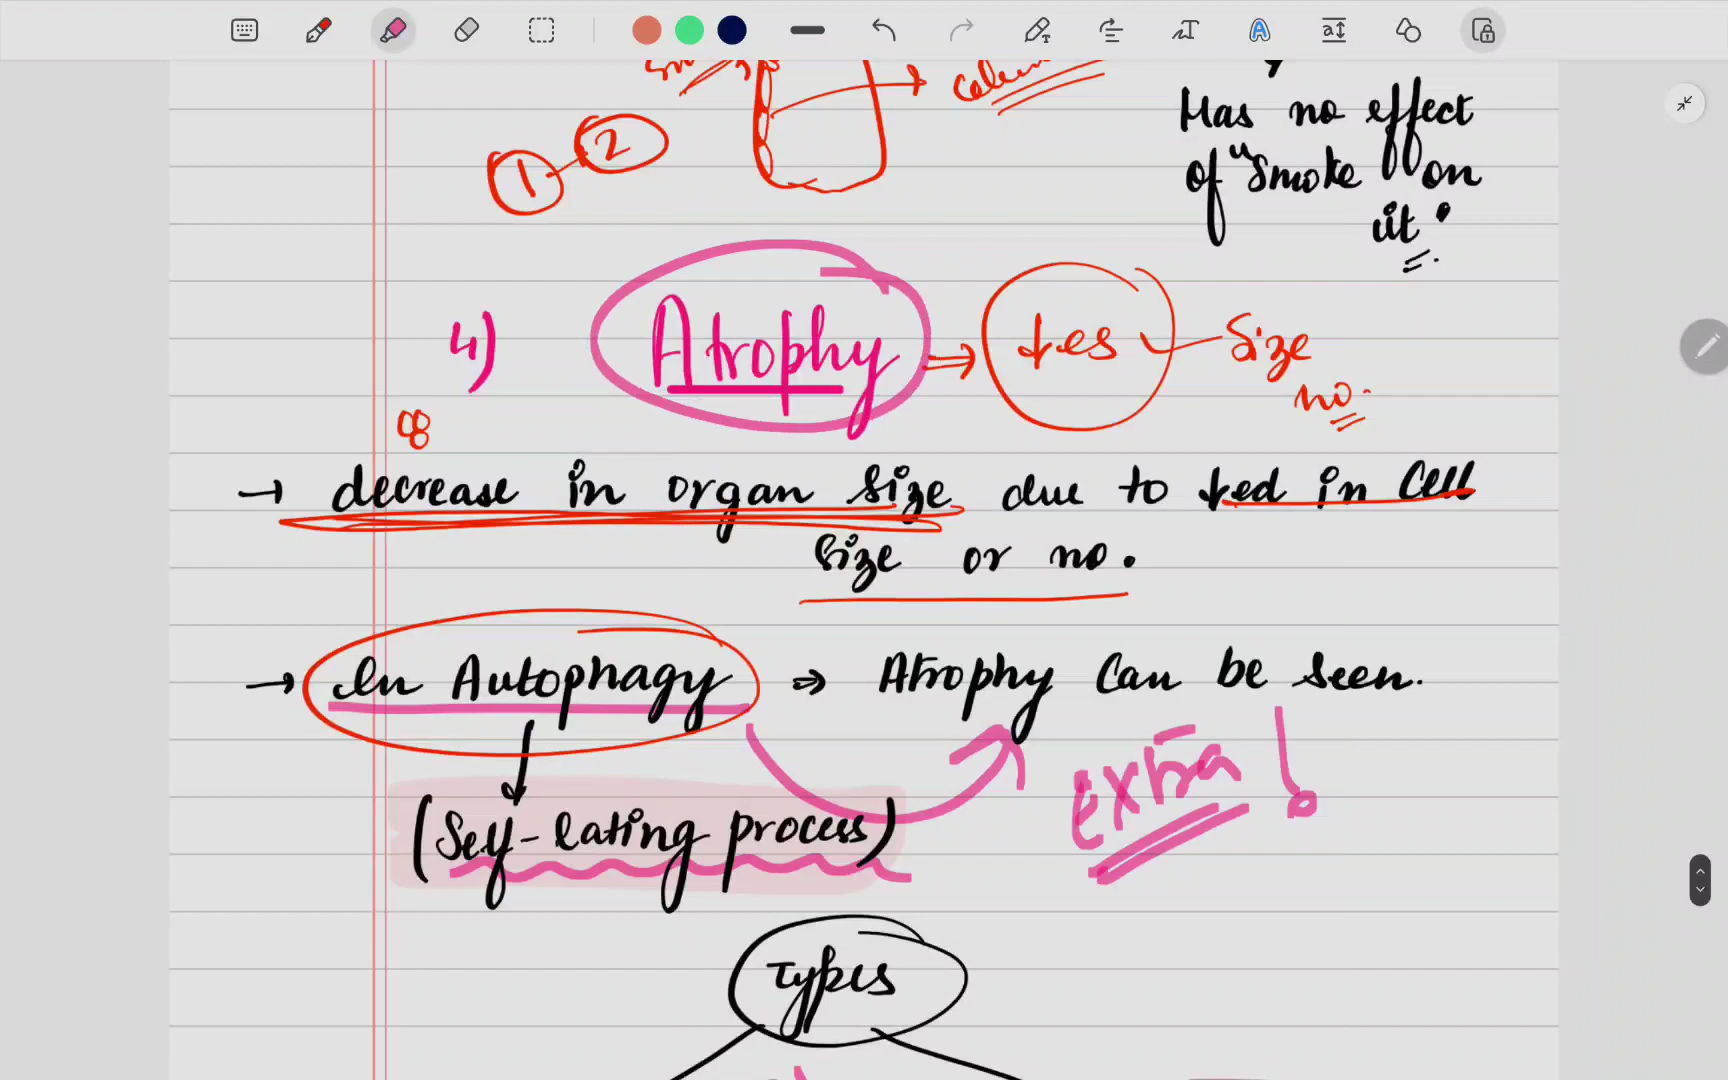 Has no effect
of "Smoke on
it.
① ②
4) Atrophy ⇒ ↓es Size
no.
→ decrease in organ size due to ↓ed in Cell
size or no.
→ In Autophagy ⇒ Atrophy Can be Seen.
extra!
(Self-Eating process)
Types